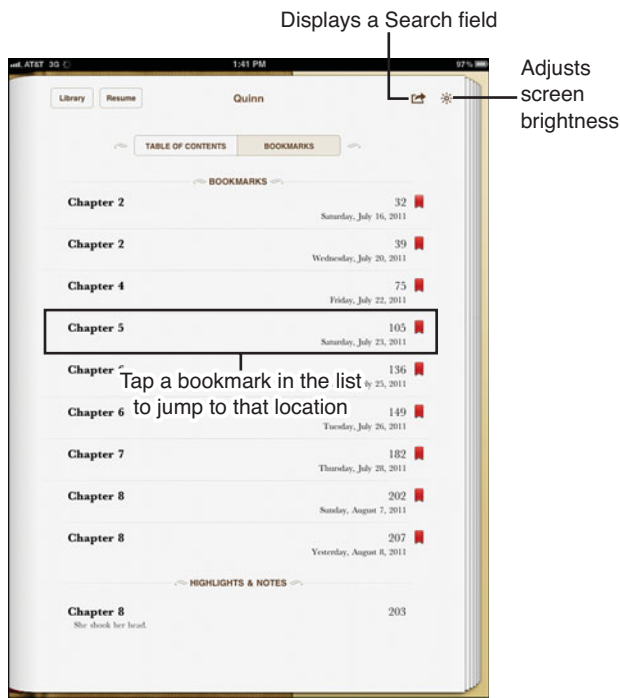 Displays a Search field
AT&T 3G
1:41 PM
97%
Adjusts
screen
brightness
Library
Resume
Quinn
TABLE OF CONTENTS
BOOKMARKS
BOOKMARKS
Chapter 2
32
Saturday, July 16, 2011
Chapter 2
39
Wednesday, July 20, 2011
Chapter 4
75
Friday, July 22, 2011
Chapter 5
105
Saturday, July 23, 2011
Chapter
136
25, 2011
Tap a bookmark in the list
to jump to that location
Chapter 6
149
Tuesday, July 26, 2011
Chapter 7
182
Thursday, July 28, 2011
Chapter 8
202
Sunday, August 7, 2011
Chapter 8
207
Yesterday, August 8, 2011
HIGHLIGHTS & NOTES
Chapter 8
203
She shook her head.